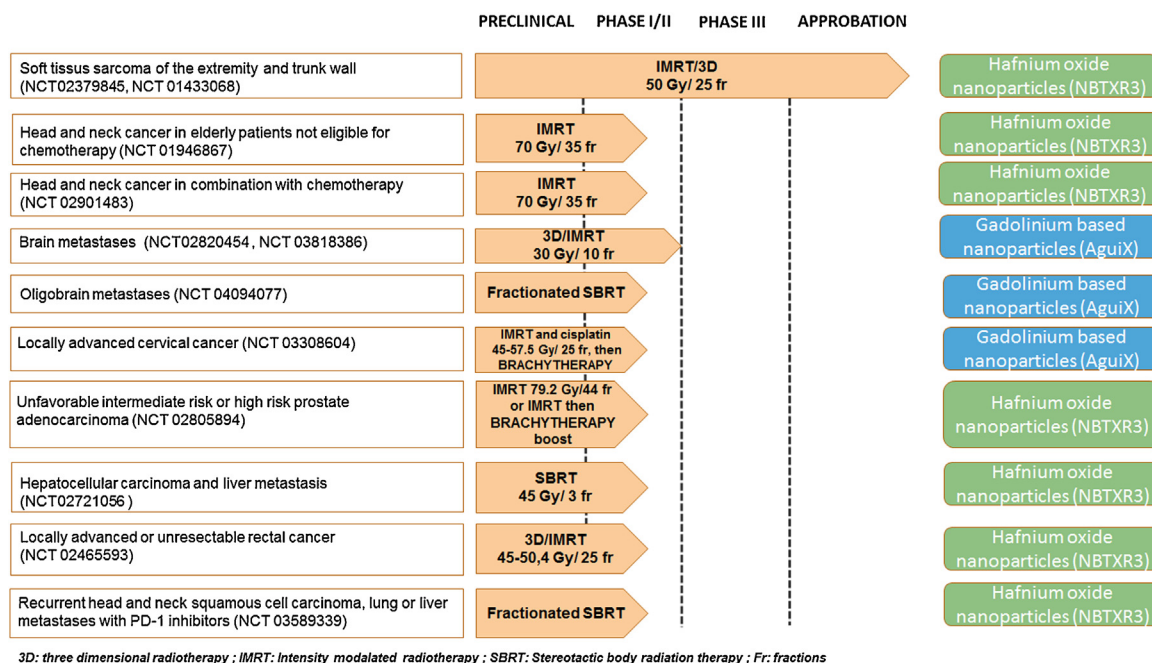 PRECLINICAL PHASE I/II PHASE III APPROBATION
Soft tissue sarcoma of the extremity and trunk wall
(NCT02379845, NCT 01433068)
IMRT/3D
50 Gy/ 25 fr
Hafnium oxide
nanoparticles (NBTXR3)
Head and neck cancer in elderly patients not eligible for
chemotherapy (NCT 01946867)
IMRT
70 Gy/ 35 fr
Hafnium oxide
nanoparticles (NBTXR3)
Head and neck cancer in combination with chemotherapy
(NCT 02901483)
IMRT
70 Gy/ 35 fr
Hafnium oxide
nanoparticles (NBTXR3)
Brain metastases (NCT02820454 , NCT 03818386)
3D/IMRT
30 Gy/ 10 fr
Gadolinium based
nanoparticles (AguiX)
Oligobrain metastases (NCT 04094077)
Fractionated SBRT
Gadolinium based
nanoparticles (AguiX)
Locally advanced cervical cancer (NCT 03308604)
IMRT and cisplatin
45-57.5 Gy/ 25 fr, then
BRACHYTHERAPY
Gadolinium based
nanoparticles (AguiX)
Unfavorable intermediate risk or high risk prostate
adenocarcinoma (NCT 02805894)
IMRT 79.2 Gy/44 fr
or IMRT then
BRACHYTHERAPY
boost
Hafnium oxide
nanoparticles (NBTXR3)
Hepatocellular carcinoma and liver metastasis
(NCT02721056 )
SBRT
45 Gy/ 3 fr
Hafnium oxide
nanoparticles (NBTXR3)
Locally advanced or unresectable rectal cancer
(NCT 02465593)
3D/IMRT
45-50,4 Gy/ 25 fr
Hafnium oxide
nanoparticles (NBTXR3)
Recurrent head and neck squamous cell carcinoma, lung or liver
metastases with PD-1 inhibitors (NCT 03589339)
Fractionated SBRT
Hafnium oxide
nanoparticles (NBTXR3)
3D: three dimensional radiotherapy ; IMRT: Intensity modalated radiotherapy ; SBRT: Stereotactic body radiation therapy ; Fr: fractions